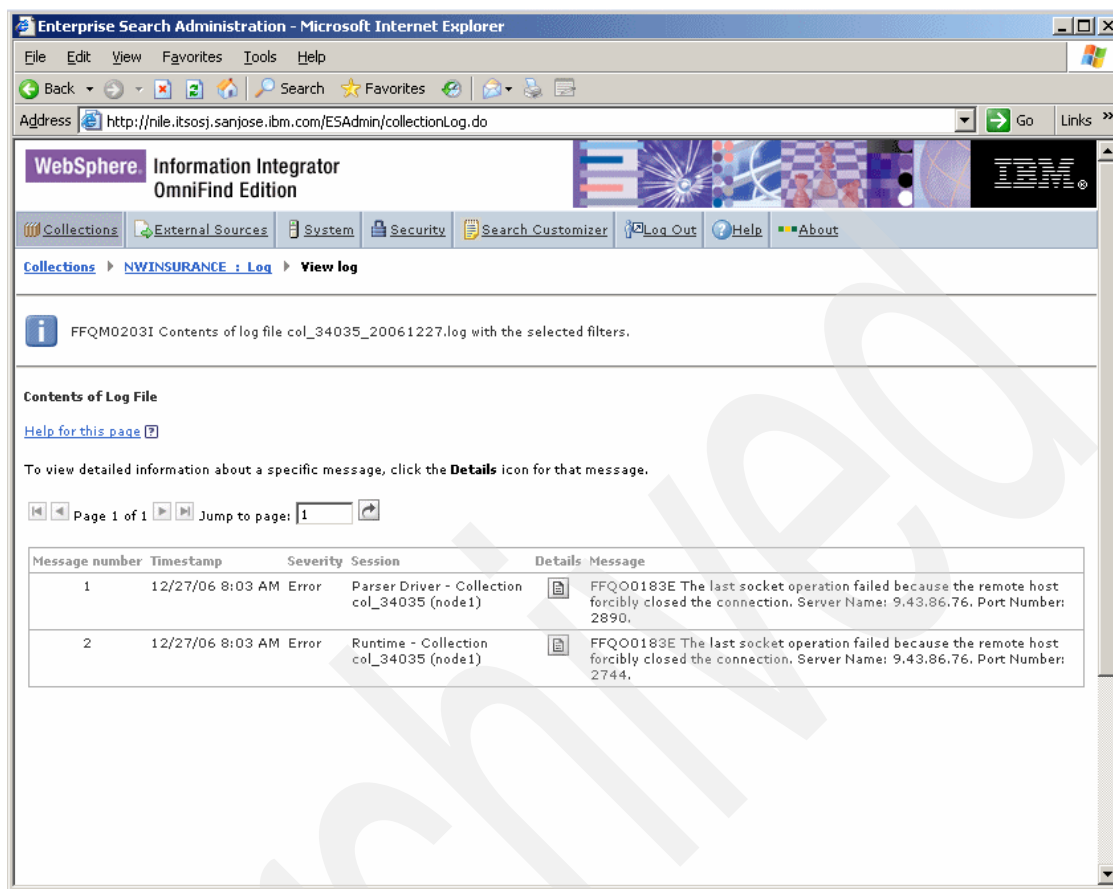 Enterprise Search Administration - Microsoft Internet Explorer
File Edit View Favorites Tools Help
Back Search Favorites
Address http://nile.itsosj.sanjose.ibm.com/ESAdmin/collectionLog.do Go Links »
WebSphere. Information Integrator
OmniFind Edition
IBM®
Collections External Sources System Security Search Customizer Log Out Help About
Collections NWINSURANCE : Log View log
i FFQM0203I Contents of log file col_34035_20061227.log with the selected filters.
Contents of Log File
Help for this page ?
To view detailed information about a specific message, click the Details icon for that message.
Page 1 of 1 Jump to page: 1
Message number Timestamp Severity Session Details Message
1 12/27/06 8:03 AM Error Parser Driver - Collection FFQO0183E The last socket operation failed because the remote host
col_34035 (node1) forcibly closed the connection. Server Name: 9.43.86.76. Port Number:
2890.
2 12/27/06 8:03 AM Error Runtime - Collection FFQO0183E The last socket operation failed because the remote host
col_34035 (node1) forcibly closed the connection. Server Name: 9.43.86.76. Port Number:
2744.